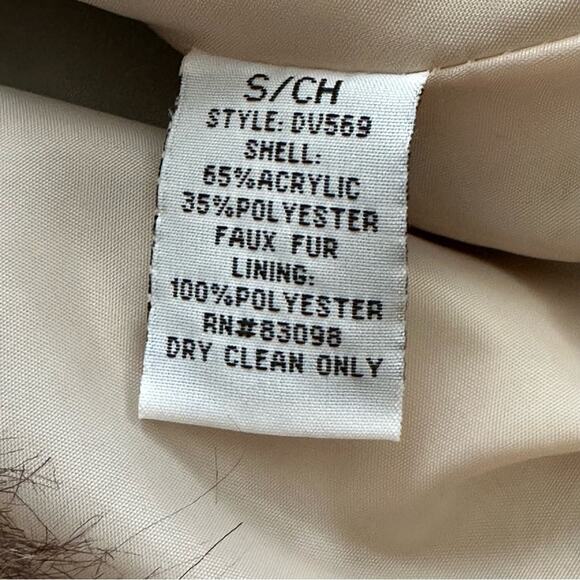 S/CH
STYLE: DV569
SHELL:
65%ACRYLIC
35%POLYESTER
FAUX FUR
LINING:
100%POLYESTER
RN#83098
DRY CLEAN ONLY